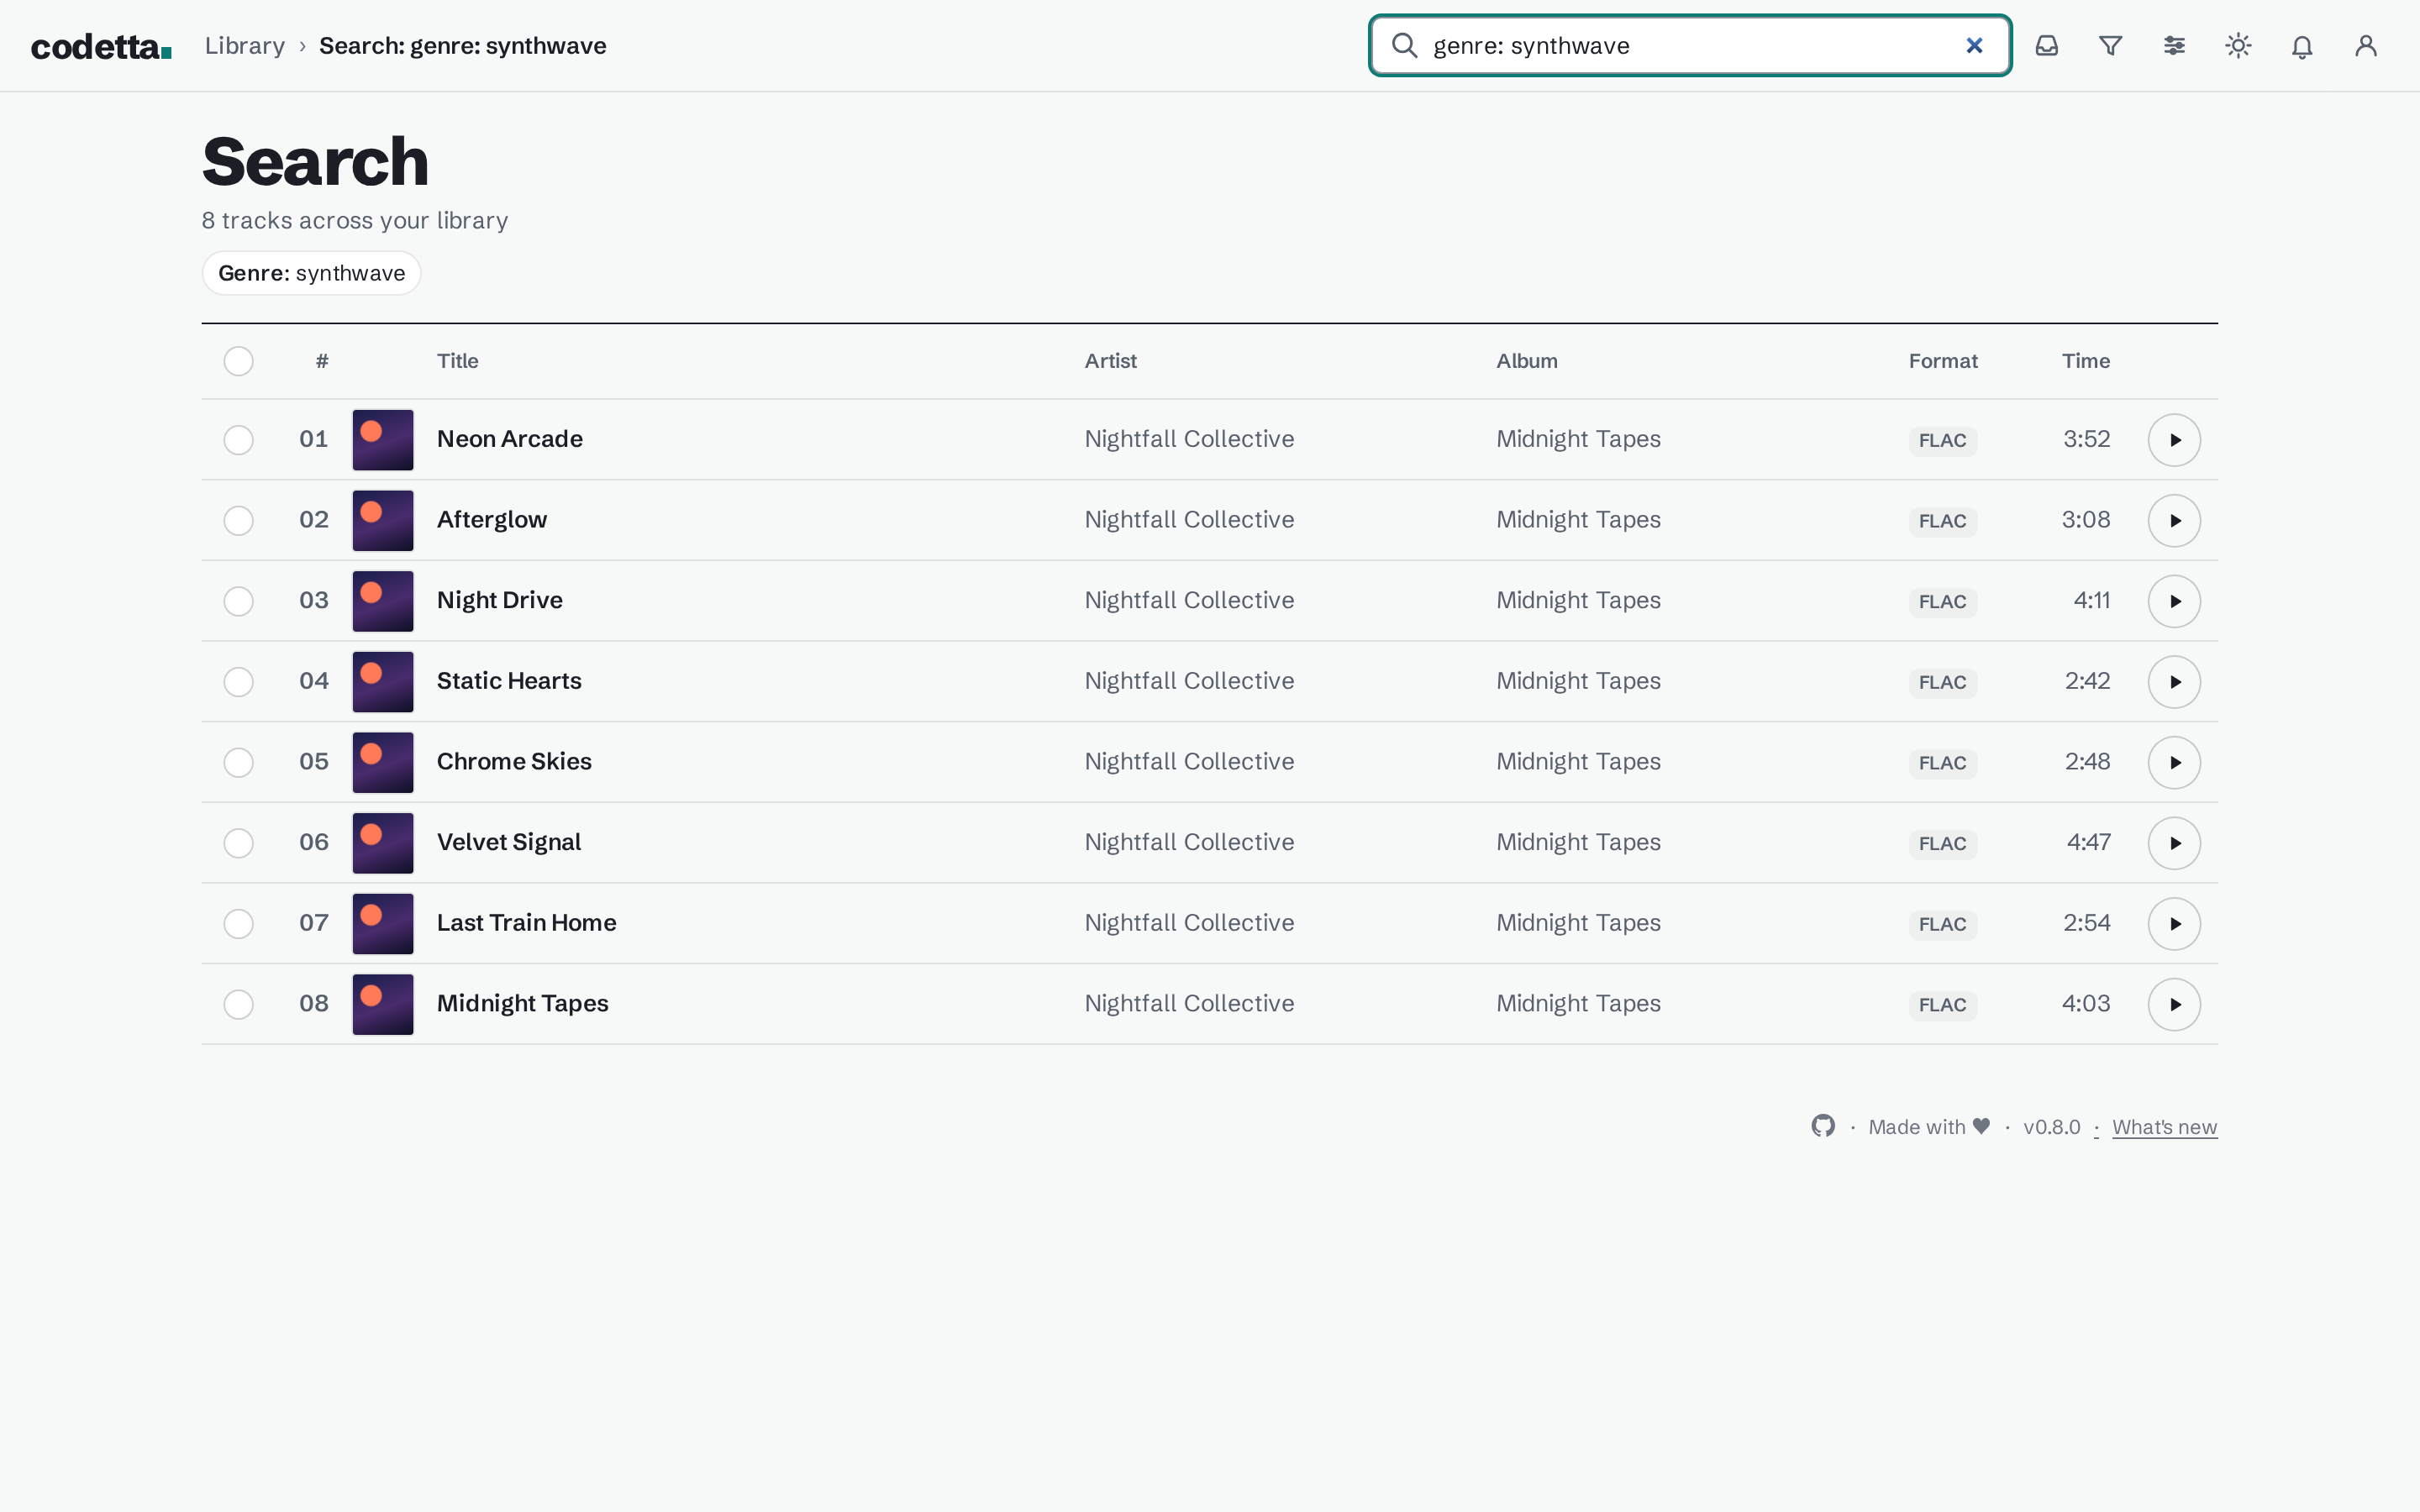 codetta. Library › Search: genre: synthwave genre: synthwave
Search
8 tracks across your library
Genre: synthwave
# Title Artist Album Format Time
01 Neon Arcade Nightfall Collective Midnight Tapes FLAC 3:52
02 Afterglow Nightfall Collective Midnight Tapes FLAC 3:08
03 Night Drive Nightfall Collective Midnight Tapes FLAC 4:11
04 Static Hearts Nightfall Collective Midnight Tapes FLAC 2:42
05 Chrome Skies Nightfall Collective Midnight Tapes FLAC 2:48
06 Velvet Signal Nightfall Collective Midnight Tapes FLAC 4:47
07 Last Train Home Nightfall Collective Midnight Tapes FLAC 2:54
08 Midnight Tapes Nightfall Collective Midnight Tapes FLAC 4:03
· Made with ♥ · v0.8.0 · What's new